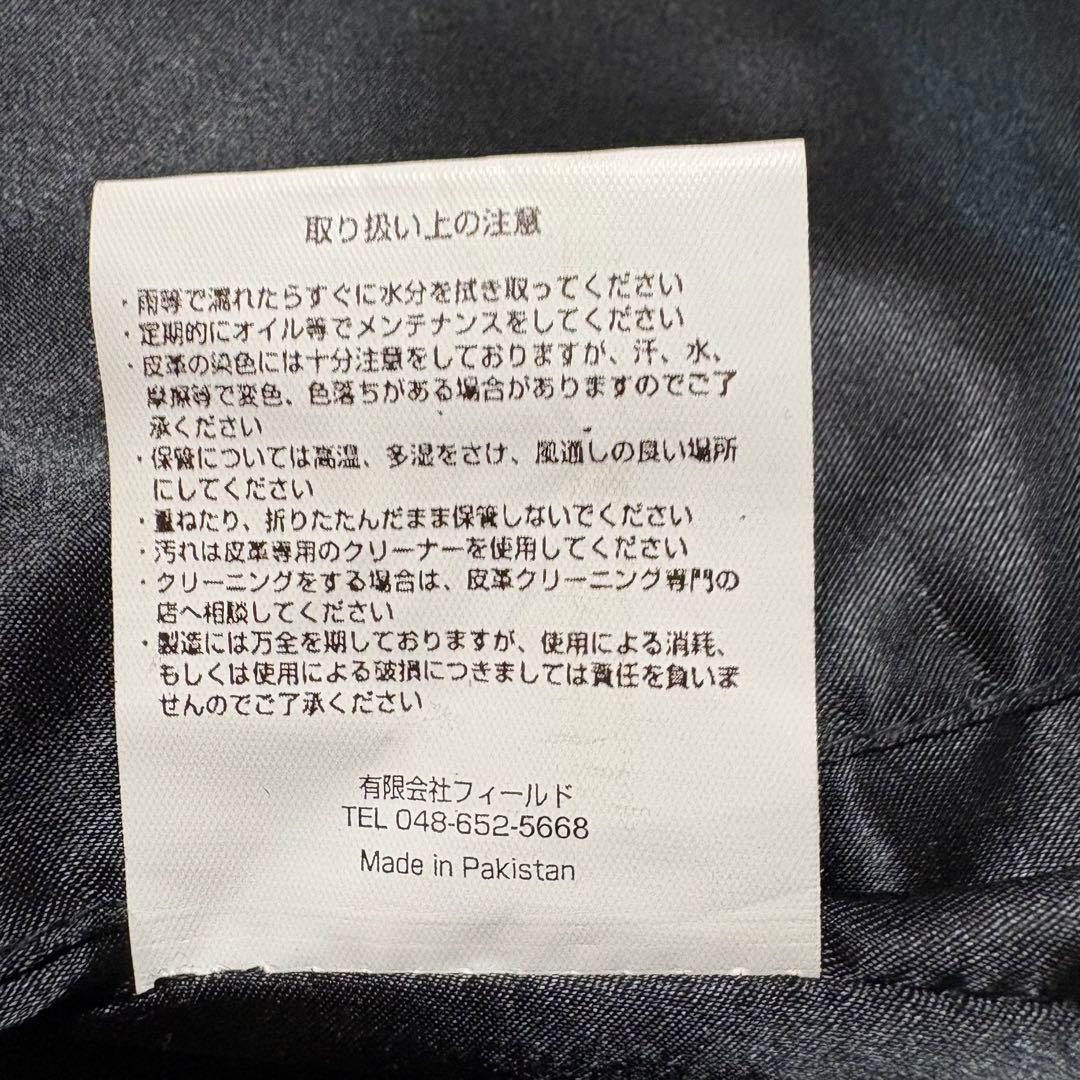 取り扱い上の注意
・雨等で濡れたらすぐに水分を拭き取ってください
・定期的にオイル等でメンテナンスをしてください
・皮革の染色には十分注意をしておりますが、汗、水、
摩擦等で変色、色落ちがある場合がありますのでご了
承ください
・保管については高温、多湿をさけ、風通しの良い場所
にしてください
・重ねたり、折りたたんだまま保管しないでください
・汚れは皮革専用のクリーナーを使用してください
・クリーニングをする場合は、皮革クリーニング専門の
店へ相談してください
・製造には万全を期しておりますが、使用による消耗、
もしくは使用による破損につきましては責任を負いま
せんのでご了承ください
有限会社フィールド
TEL 048-652-5668
Made in Pakistan